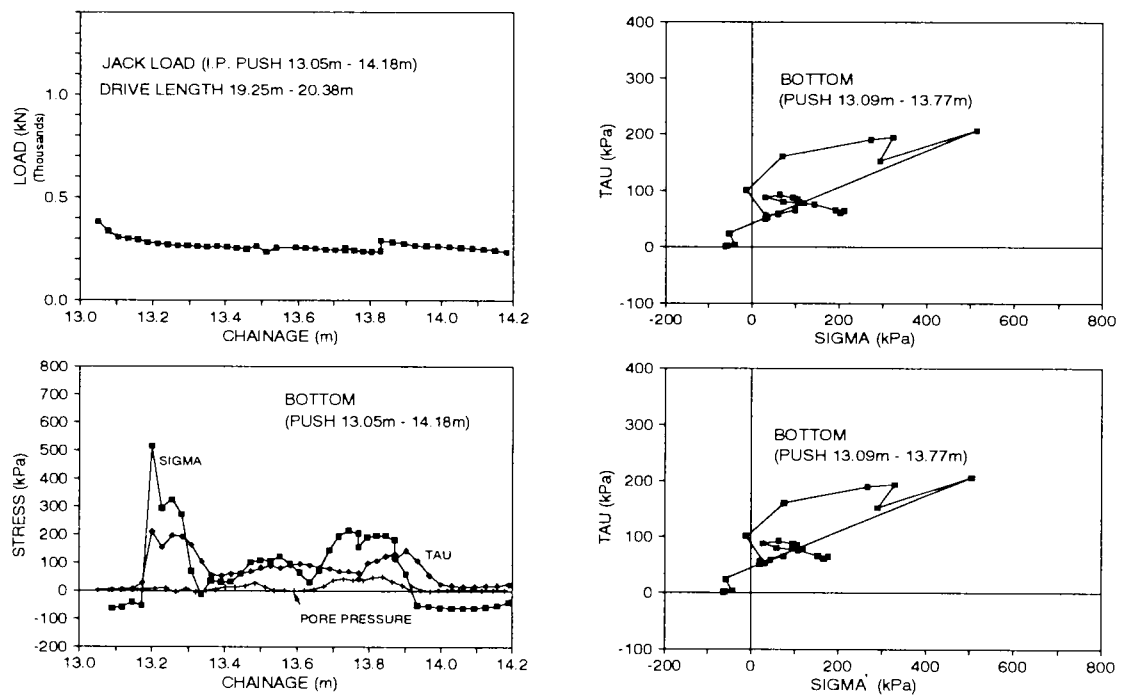 JACK LOAD (I.P. PUSH 13.05m - 14.18m)
DRIVE LENGTH 19.25m - 20.38m
LOAD (kN)
(Thousands)
1.0
0.5
0.0
13.0 13.2 13.4 13.6 13.8 14.0 14.2
CHAINAGE (m)
BOTTOM
(PUSH 13.09m - 13.77m)
TAU (kPa)
400
300
200
100
0
-100
-200 0 200 400 600 800
SIGMA (kPa)
BOTTOM
(PUSH 13.05m - 14.18m)
SIGMA
TAU
PORE PRESSURE
STRESS (kPa)
800
700
600
500
400
300
200
100
0
-100
-200
13.0 13.2 13.4 13.6 13.8 14.0 14.2
CHAINAGE (m)
BOTTOM
(PUSH 13.09m - 13.77m)
TAU (kPa)
400
300
200
100
0
-100
-200 0 200 400 600 800
SIGMA' (kPa)